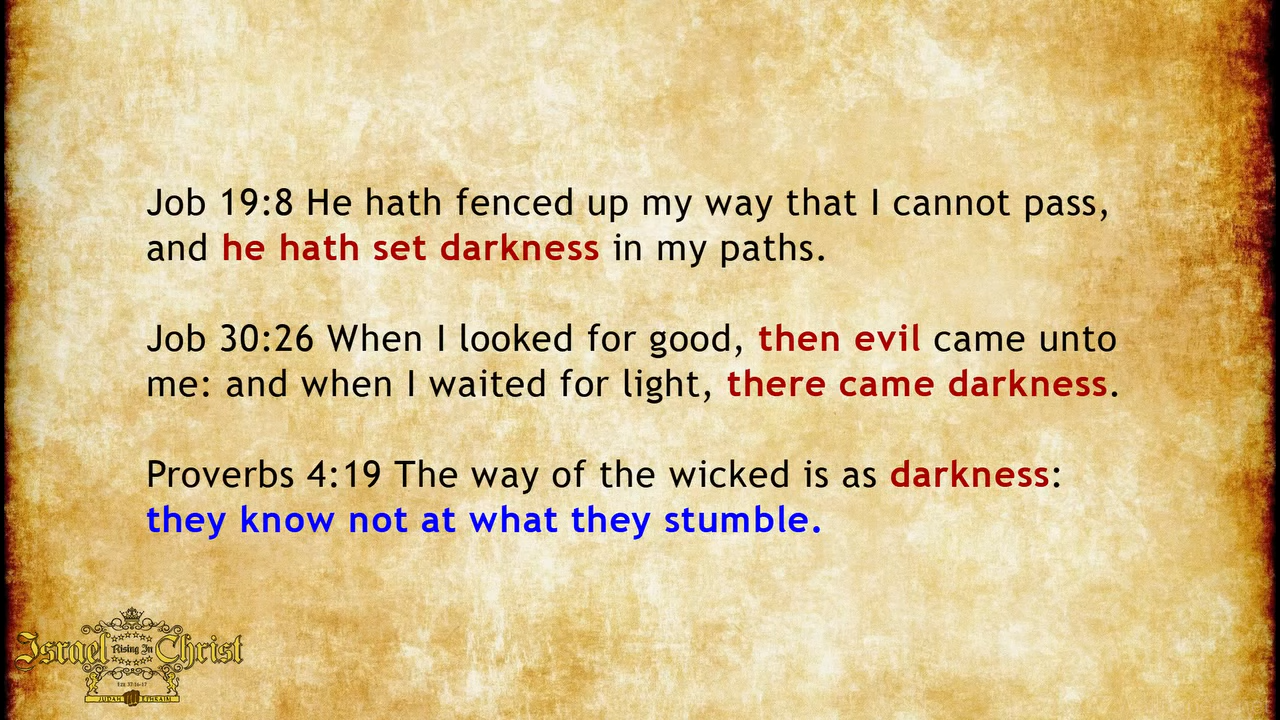 Job 19:8 He hath fenced up my way that I cannot pass,
and he hath set darkness in my paths.
Job 30:26 When I looked for good, then evil came unto
me: and when I waited for light, there came darkness.
Proverbs 4:19 The way of the wicked is as darkness:
they know not at what they stumble.
Israel Rising In Christ
JUDAH EPHRAIM